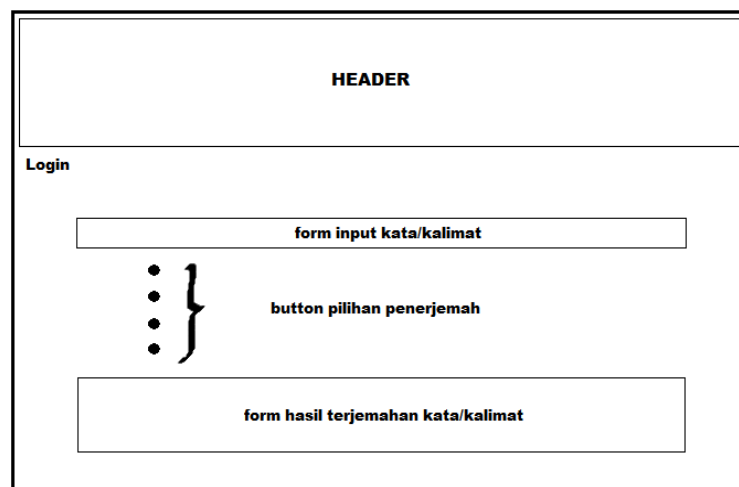 HEADER
Login
form input kata/kalimat
button pilihan penerjemah
form hasil terjemahan kata/kalimat